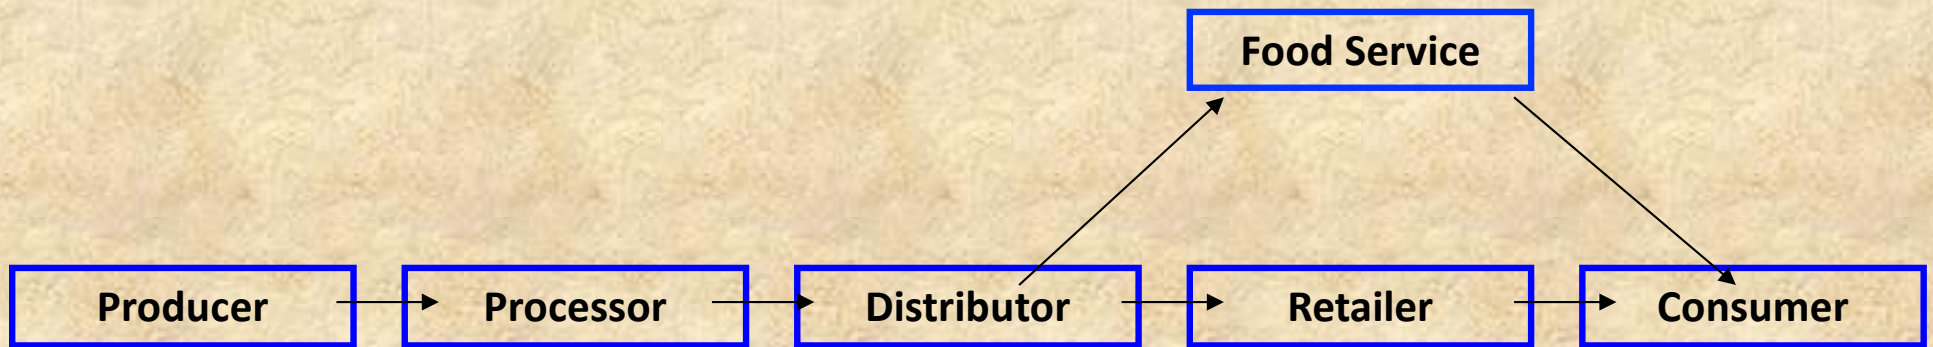 Food Service
Producer
Processor
Distributor
Retailer
Consumer